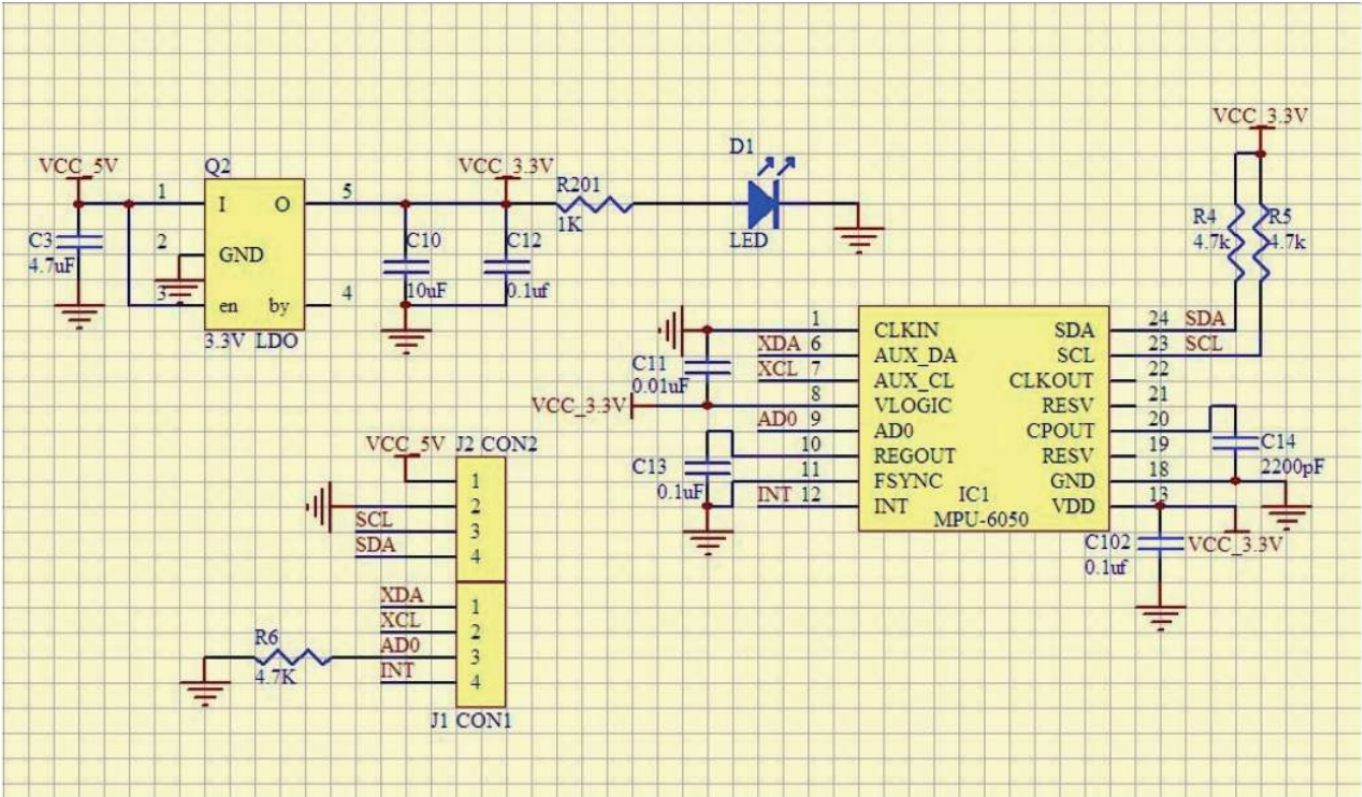 VCC_5V
Q2
1
I
O
5
C3
4.7uF
2
GND
3
en
by
4
3.3V LDO
C10
10uF
VCC_3.3V
C12
0.1uf
R201
1K
D1
LED
VCC_3.3V
R4
4.7k
R5
4.7k
C11
0.01uF
VCC_3.3V
C13
0.1uF
1 CLKIN
XDA 6 AUX_DA
XCL 7 AUX_CL
8 VLOGIC
AD0 9 AD0
10 REGOUT
11 FSYNC
INT 12 INT
IC1
MPU-6050
SDA 24 SDA
SCL 23 SCL
CLKOUT 22
RESV 21
CPOUT 20
RESV 19
GND 18
VDD 13
C14
2200pF
C102
0.1uf
VCC_3.3V
VCC_5V
J2 CON2
1
2
SCL 3
SDA 4
XDA 1
XCL 2
AD0 3
INT 4
R6
4.7K
J1 CON1